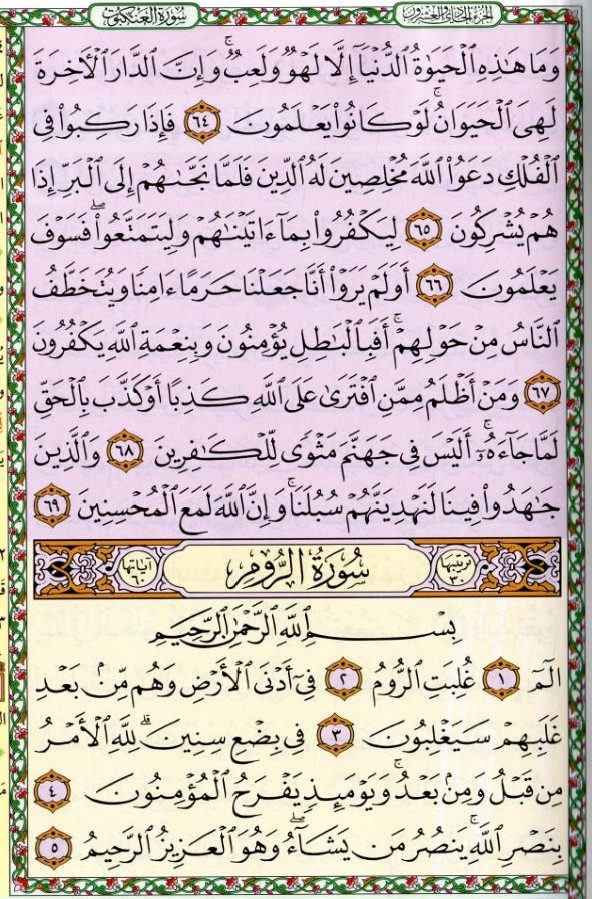 الجزء الحادي والعشرون
سورة العنكبوت
وَمَا هَٰذِهِ ٱلْحَيَوٰةُ ٱلدُّنْيَآ إِلَّا لَهْوٌ وَلَعِبٌ ۚ وَإِنَّ ٱلدَّارَ ٱلْأَخِرَةَ
لَهِىَ ٱلْحَيَوَانُ ۚ لَوْ كَانُوا۟ يَعْلَمُونَ ٦٤ فَإِذَا رَكِبُوا۟ فِى
ٱلْفُلْكِ دَعَوُا۟ ٱللَّهَ مُخْلِصِينَ لَهُ ٱلدِّينَ فَلَمَّا نَجَّىٰهُمْ إِلَى ٱلْبَرِّ إِذَا
هُمْ يُشْرِكُونَ ٦٥ لِيَكْفُرُوا۟ بِمَآ ءَاتَيْنَٰهُمْ وَلِيَتَمَتَّعُوا۟ ۖ فَسَوْفَ
يَعْلَمُونَ ٦٦ أَوَلَمْ يَرَوْا۟ أَنَّا جَعَلْنَا حَرَمًا ءَامِنًا وَيُتَخَطَّفُ
ٱلنَّاسُ مِنْ حَوْلِهِمْ ۚ أَفَبِٱلْبَٰطِلِ يُؤْمِنُونَ وَبِنِعْمَةِ ٱللَّهِ يَكْفُرُونَ
٦٧ وَمَنْ أَظْلَمُ مِمَّنِ ٱفْتَرَىٰ عَلَى ٱللَّهِ كَذِبًا أَوْ كَذَّبَ بِٱلْحَقِّ
لَمَّا جَآءَهُۥٓ ۚ أَلَيْسَ فِى جَهَنَّمَ مَثْوًى لِّلْكَٰفِرِينَ ٦٨ وَٱلَّذِينَ
جَٰهَدُوا۟ فِينَا لَنَهْدِيَنَّهُمْ سُبُلَنَا ۚ وَإِنَّ ٱللَّهَ لَمَعَ ٱلْمُحْسِنِينَ ٦٩
ترتيبها ٣٠ سُورَةُ الرُّومِ آياتها ٦٠
بِسْمِ ٱللَّهِ ٱلرَّحْمَٰنِ ٱلرَّحِيمِ
الٓمٓ ١ غُلِبَتِ ٱلرُّومُ ٢ فِىٓ أَدْنَى ٱلْأَرْضِ وَهُم مِّنۢ بَعْدِ
غَلَبِهِمْ سَيَغْلِبُونَ ٣ فِى بِضْعِ سِنِينَ ۗ لِلَّهِ ٱلْأَمْرُ
مِن قَبْلُ وَمِنۢ بَعْدُ ۚ وَيَوْمَئِذٍ يَفْرَحُ ٱلْمُؤْمِنُونَ ٤
بِنَصْرِ ٱللَّهِ ۚ يَنصُرُ مَن يَشَآءُ ۖ وَهُوَ ٱلْعَزِيزُ ٱلرَّحِيمُ ٥